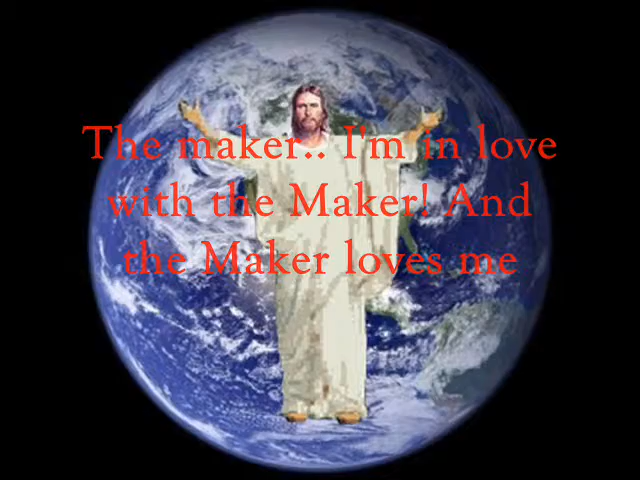 The maker.. I'm in love
with the Maker! And
the Maker loves me